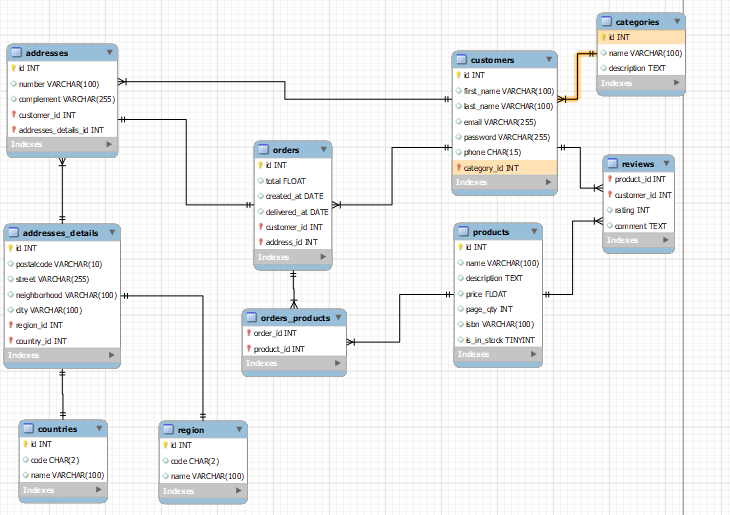 addresses
id INT
number VARCHAR(100)
complement VARCHAR(255)
customer_id INT
addresses_details_id INT
Indexes
customers
id INT
first_name VARCHAR(100)
last_name VARCHAR(100)
email VARCHAR(255)
password VARCHAR(255)
phone CHAR(15)
category_id INT
Indexes
categories
id INT
name VARCHAR(100)
description TEXT
Indexes
orders
id INT
total FLOAT
created_at DATE
delivered_at DATE
customer_id INT
address_id INT
Indexes
reviews
product_id INT
customer_id INT
rating INT
comment TEXT
Indexes
addresses_details
id INT
postalcode VARCHAR(10)
street VARCHAR(255)
neighborhood VARCHAR(100)
city VARCHAR(100)
region_id INT
country_id INT
Indexes
products
id INT
name VARCHAR(100)
description TEXT
price FLOAT
page_qty INT
isbn VARCHAR(100)
is_in_stock TINYINT
Indexes
orders_products
order_id INT
product_id INT
Indexes
countries
id INT
code CHAR(2)
name VARCHAR(100)
Indexes
region
id INT
code CHAR(2)
name VARCHAR(100)
Indexes